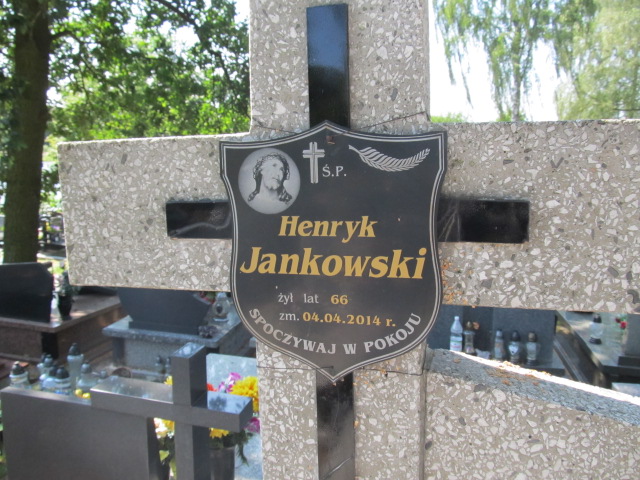 Ś.P.
Henryk
Jankowski
żył lat 66
zm. 04.04.2014 r.
SPOCZYWAJ W POKOJU